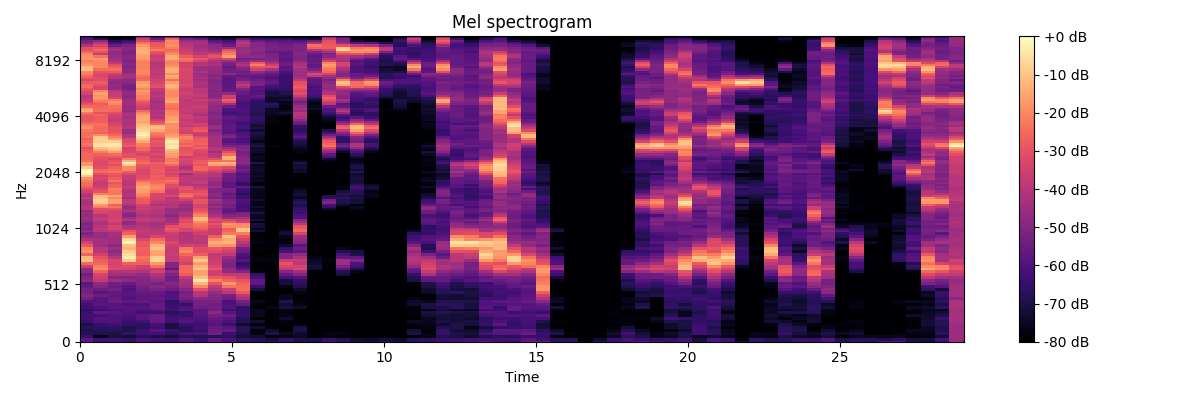 Mel spectrogram
Hz
8192
4096
2048
1024
512
0
0 5 10 15 20 25
Time
+0 dB
-10 dB
-20 dB
-30 dB
-40 dB
-50 dB
-60 dB
-70 dB
-80 dB